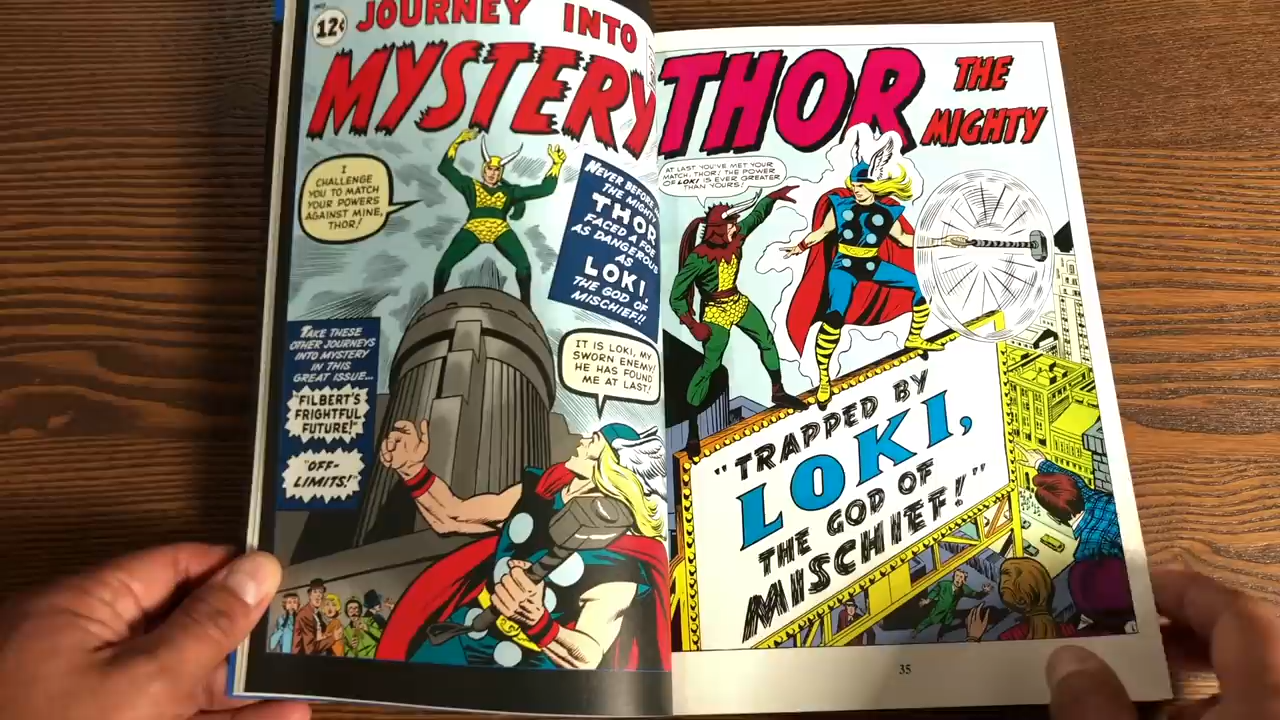 12¢
JOURNEY INTO
MYSTERY
I
CHALLENGE
YOU TO MATCH
YOUR POWERS
AGAINST MINE,
THOR!
NEVER BEFORE
THE MIGHTY
THOR
FACED A FOE
AS DANGEROUS
AS
LOKI,
THE GOD OF
MISCHIEF!!
TAKE THESE
OTHER JOURNEYS
INTO MYSTERY
IN THIS
GREAT ISSUE...
"FILBERT'S
FRIGHTFUL
FUTURE!"
"OFF-
LIMITS!"
IT IS LOKI, MY
SWORN ENEMY!
HE HAS FOUND
ME AT LAST!
THOR THE
MIGHTY
AT LAST YOU'VE MET YOUR
MATCH, THOR! THE POWER
OF LOKI IS EVER GREATER
THAN YOURS!
"TRAPPED BY
LOKI,
THE GOD OF
MISCHIEF!"
35